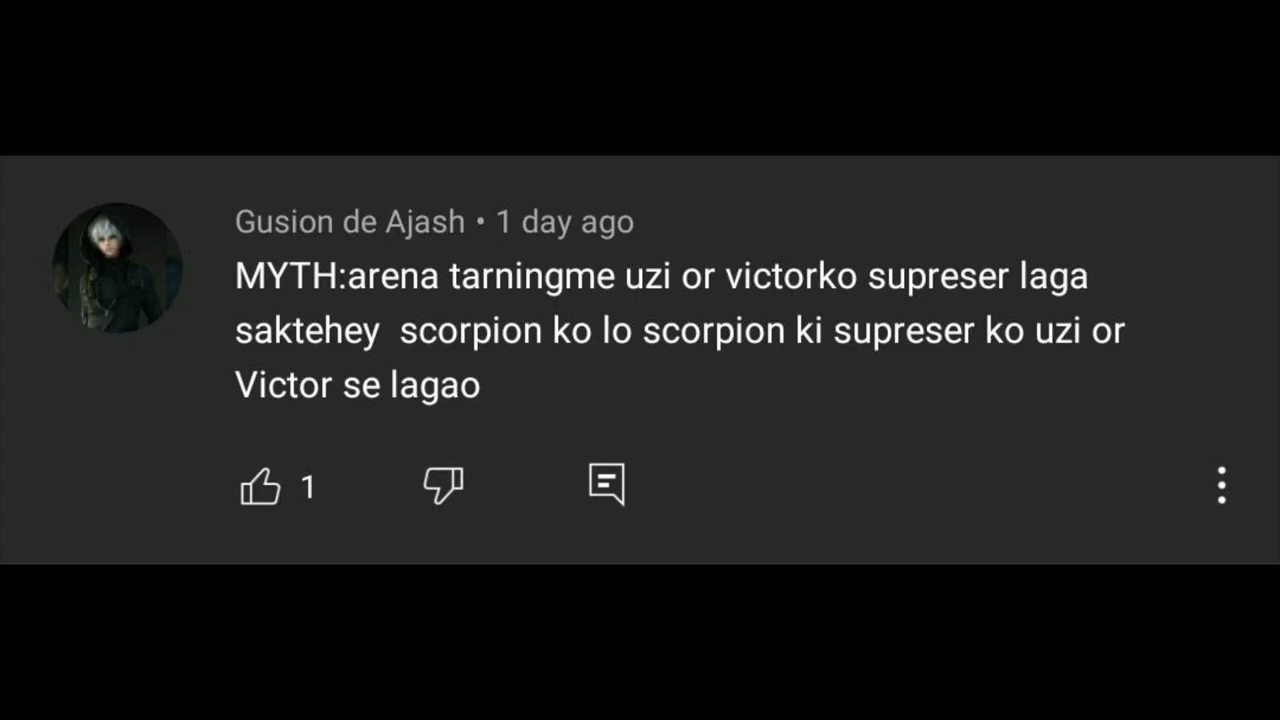 Gusion de Ajash • 1 day ago
MYTH:arena tarningme uzi or victorko supreser laga
saktehey  scorpion ko lo scorpion ki supreser ko uzi or
Victor se lagao
1